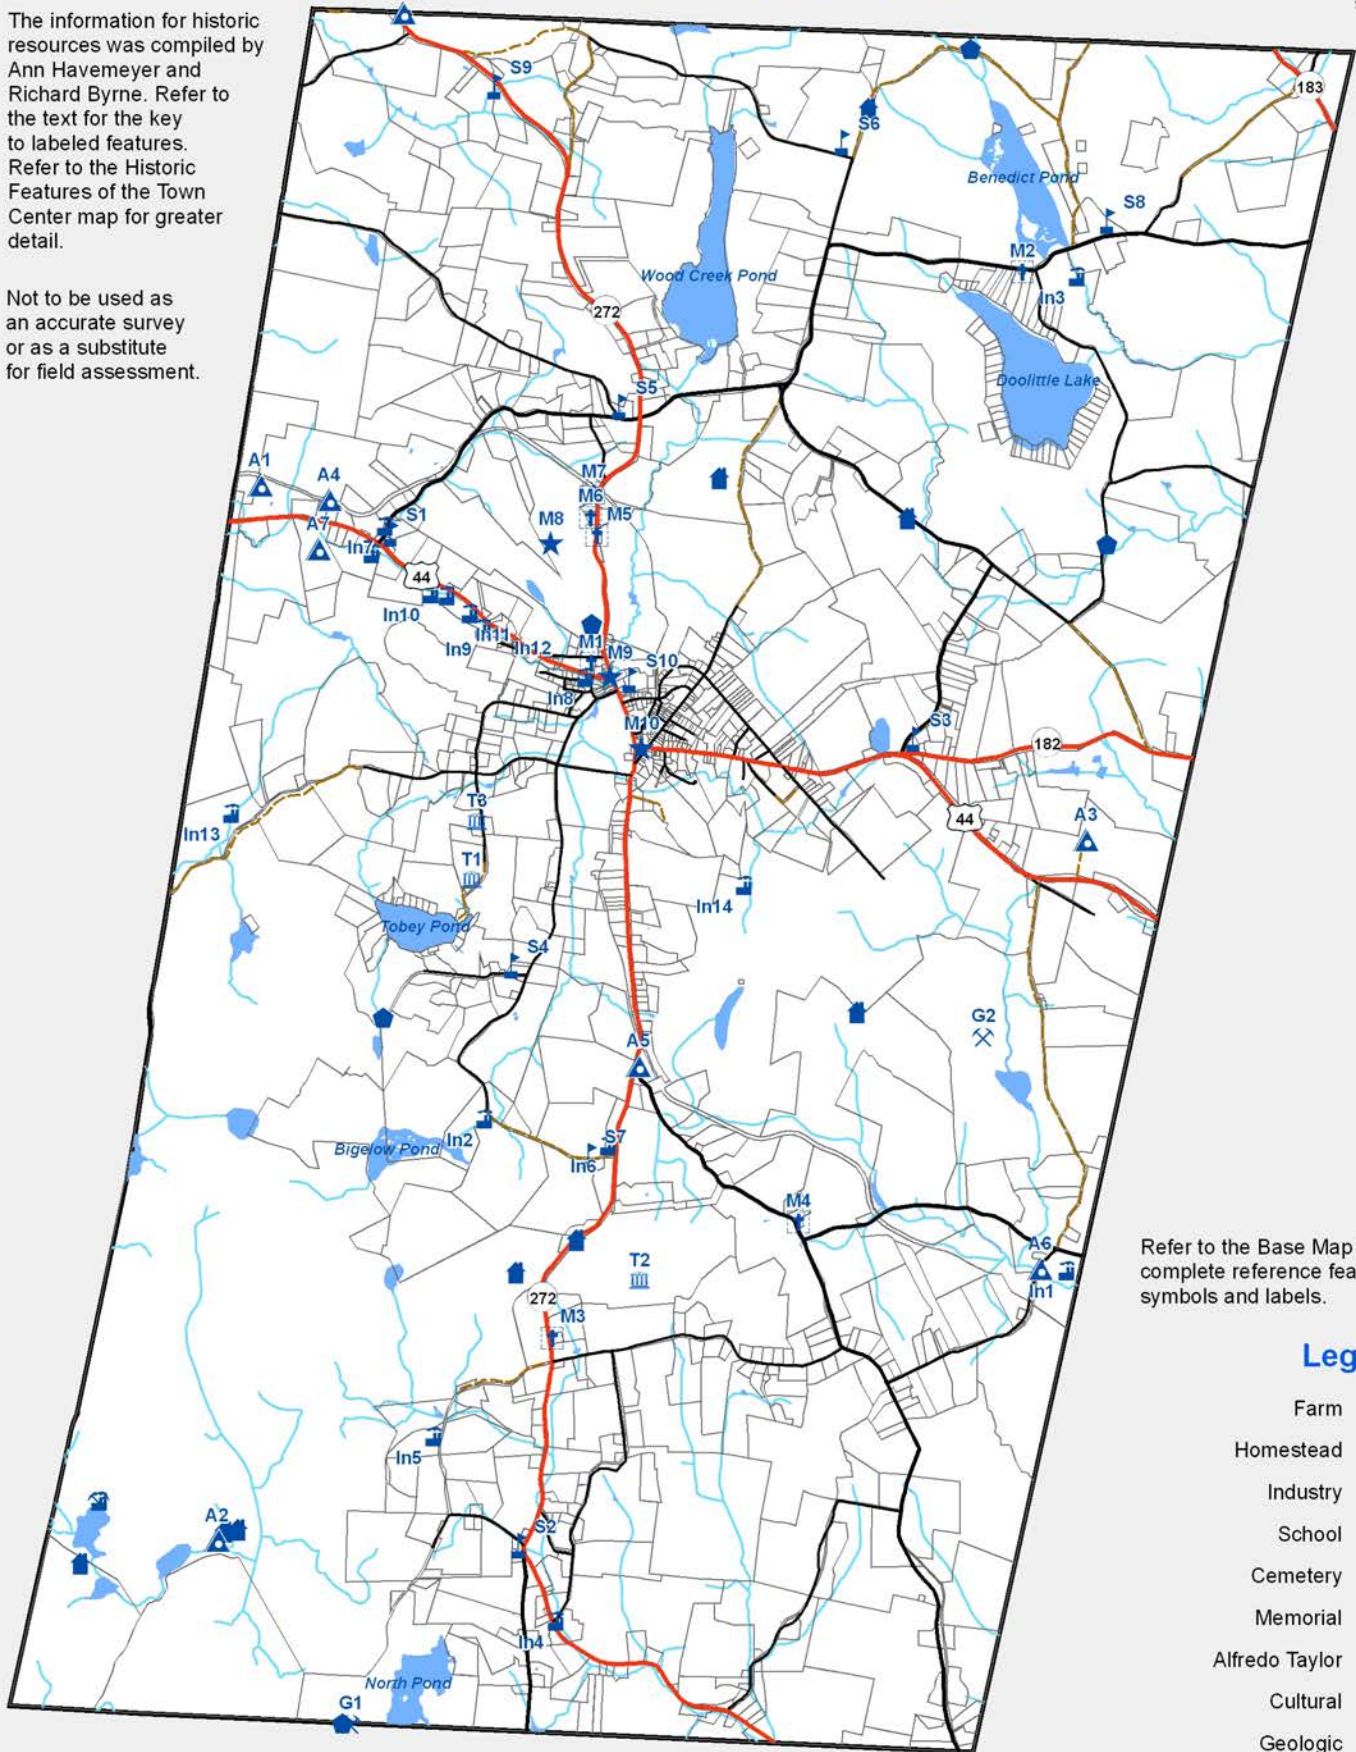 The information for historic
resources was compiled by
Ann Havemeyer and
Richard Byrne. Refer to
the text for the key
to labeled features.
Refer to the Historic
Features of the Town
Center map for greater
detail.
Not to be used as
an accurate survey
or as a substitute
for field assessment.
S9
183
S6
Benedict Pond
S8
M2
In3
Wood Creek Pond
272
Doolittle Lake
S5
A1
A4
A7
S1
In7
M7
M6
M5
M8
44
In10
In9
In11
In12
M1
M9
S10
In8
M10
S3
182
44
A3
In13
T3
T1
In14
Tobey Pond
S4
G2
A5
In2
Bigelow Pond
S7
In6
M4
A6
In1
T2
272
M3
Refer to the Base Map
complete reference fea
symbols and labels.
Leg
Farm
Homestead
Industry
School
Cemetery
Memorial
Alfredo Taylor
Cultural
Geologic
In5
A2
S2
In4
North Pond
G1